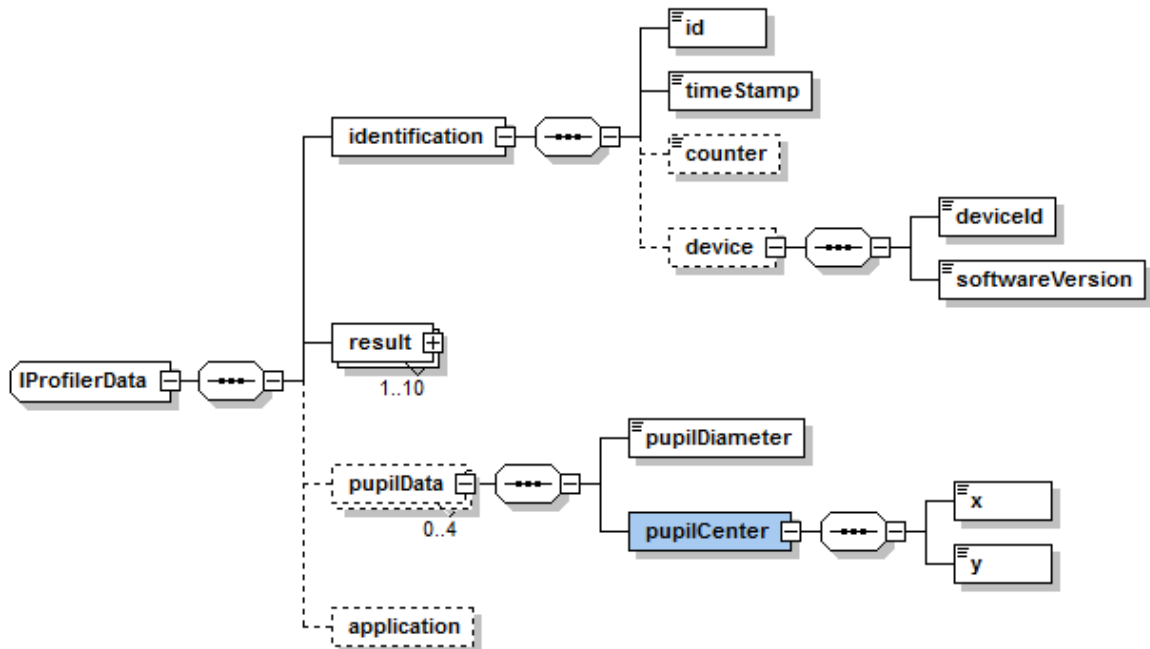 id
timeStamp
identification
counter
device
deviceId
softwareVersion
result
1..10
IProfilerData
pupilDiameter
pupilData
0..4
pupilCenter
x
y
application